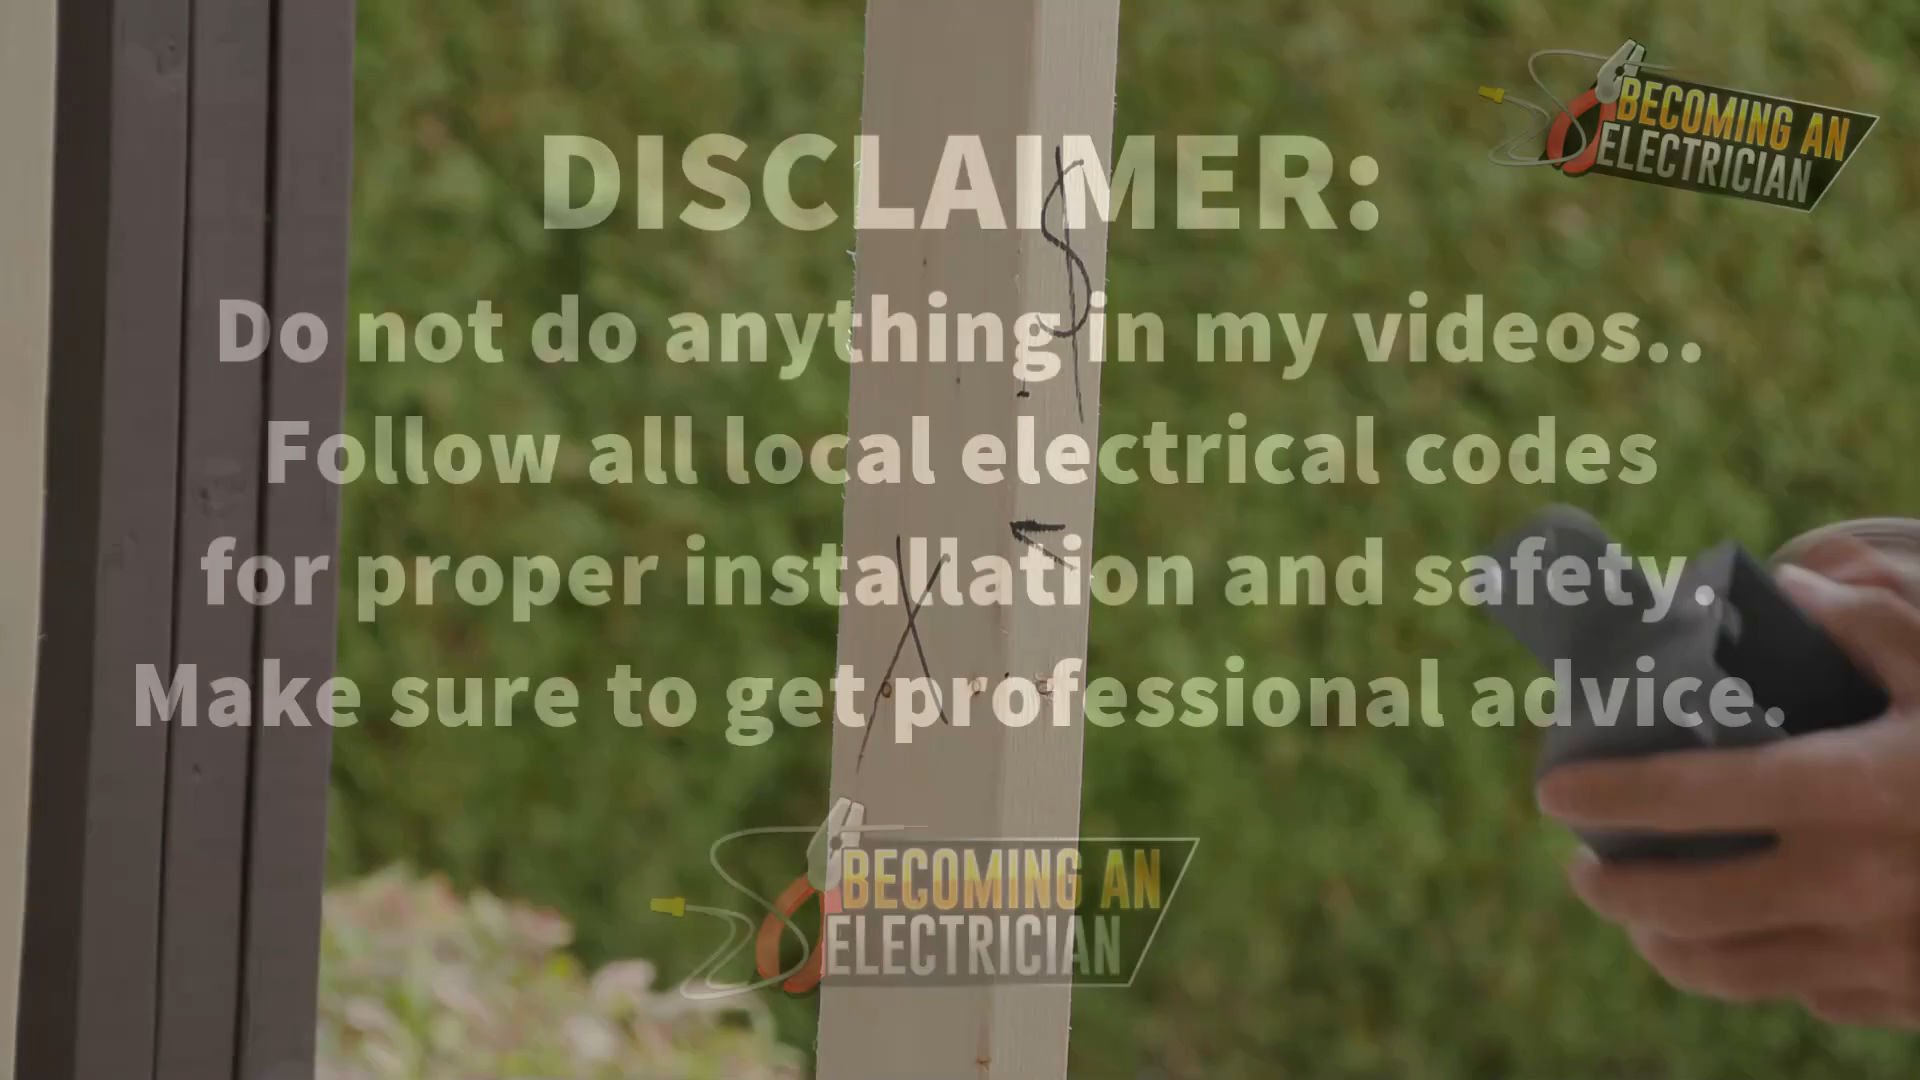 BECOMING AN
ELECTRICIAN
DISCLAIMER:
$
Do not do anything in my videos..
Follow all local electrical codes
for proper installation and safety.
X
Make sure to get professional advice.
BECOMING AN
ELECTRICIAN